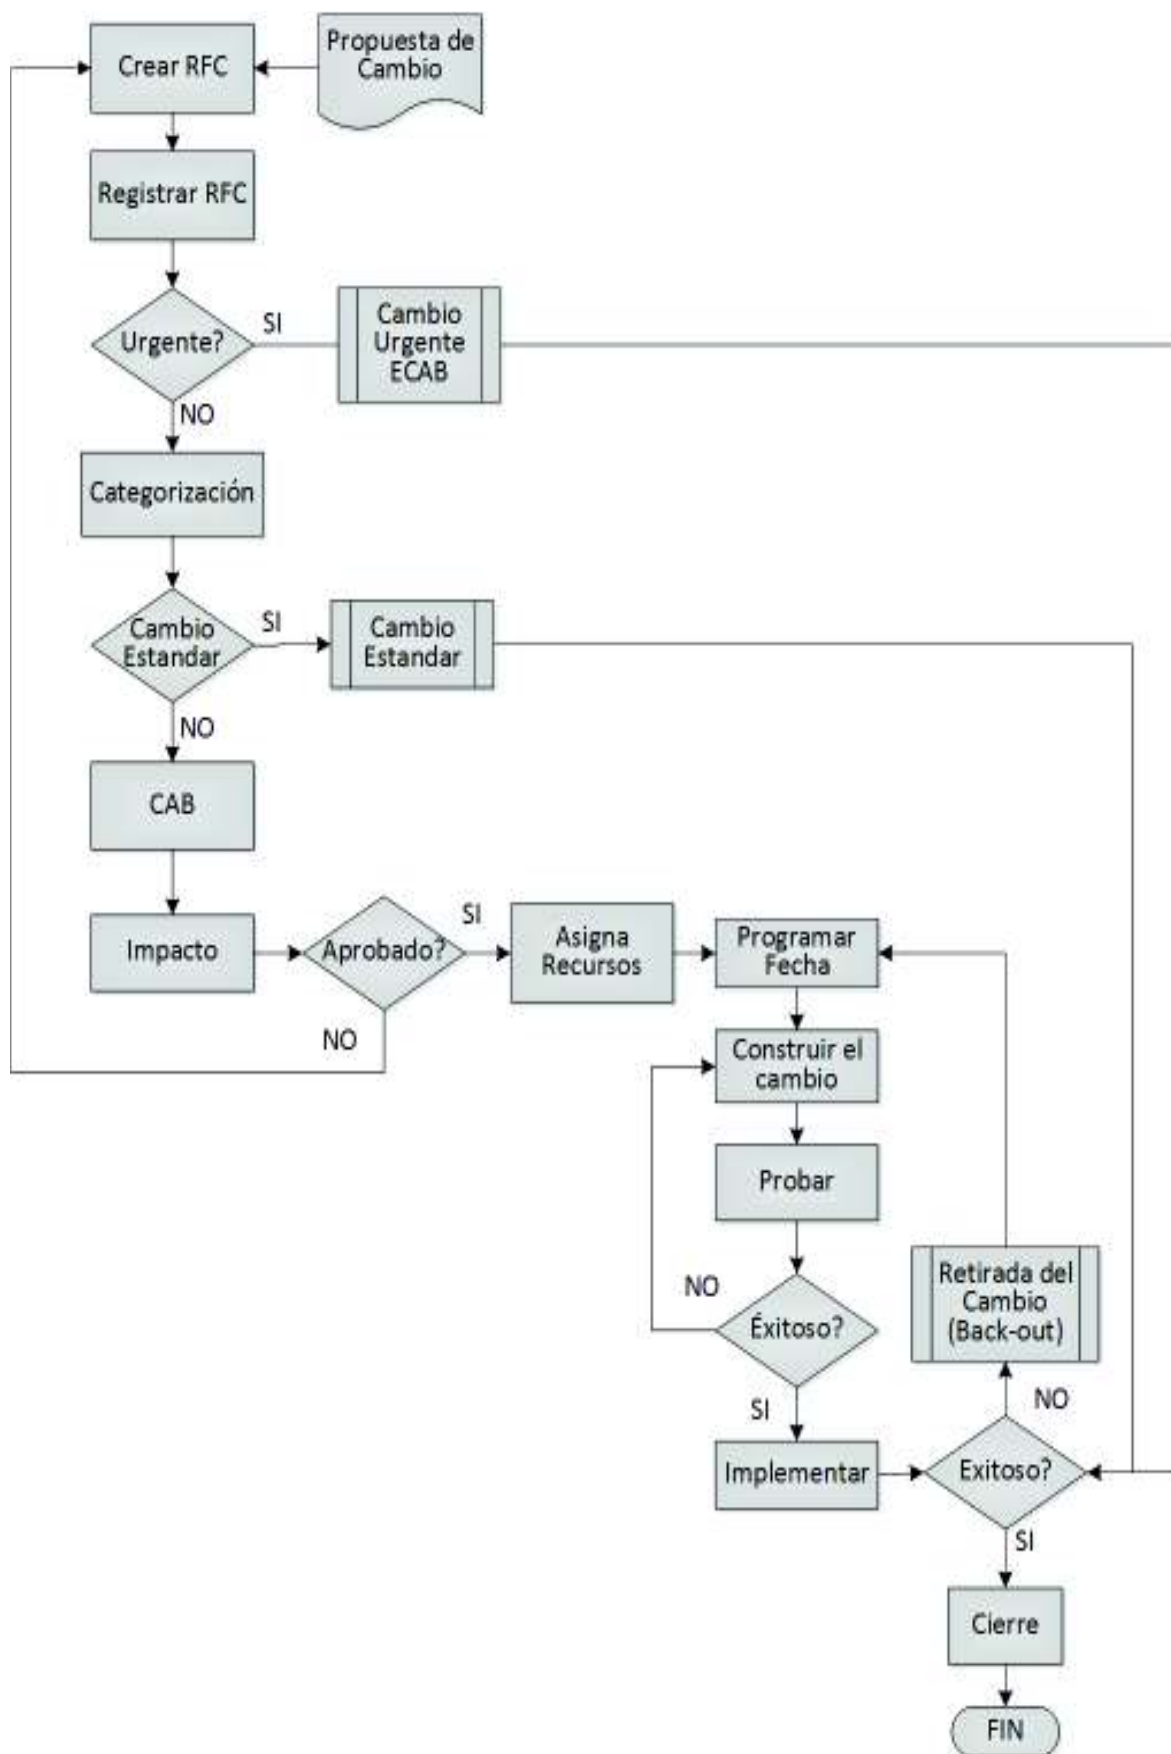 Crear RFC
Propuesta de
Cambio
Registrar RFC
Urgente?
SI
Cambio
Urgente
ECAB
NO
Categorización
Cambio
Estandar
SI
Cambio
Estandar
NO
CAB
Impacto
Aprobado?
SI
NO
Asigna
Recursos
Programar
Fecha
Construir el
cambio
Probar
NO
Éxitoso?
SI
Retirada del
Cambio
(Back-out)
NO
Implementar
Exitoso?
SI
Cierre
FIN